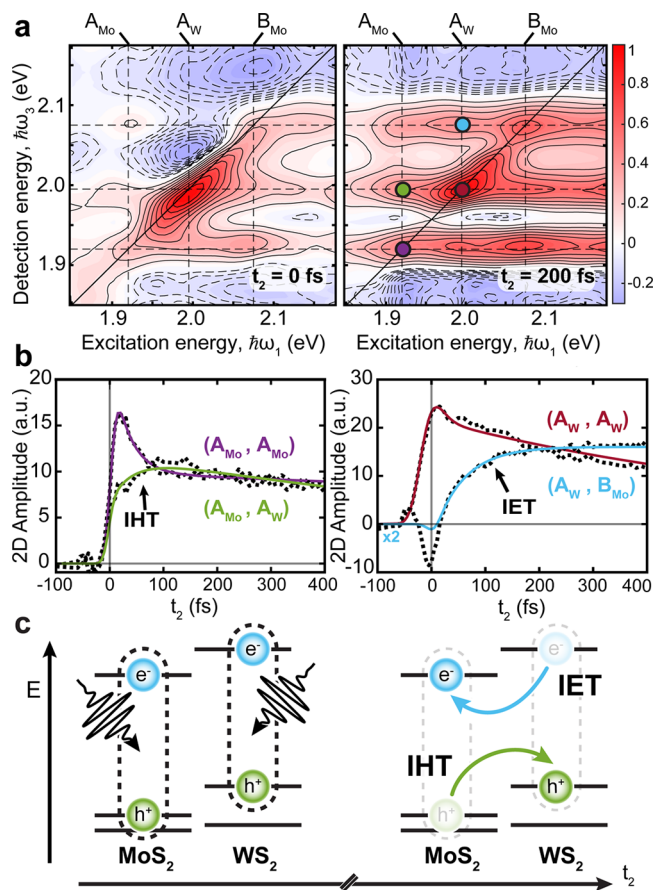 a
A_Mo A_W B_Mo A_Mo A_W B_Mo
Detection energy, ħω₃ (eV)
2.1
2.0
1.9
t₂ = 0 fs
t₂ = 200 fs
1.9 2.0 2.1 1.9 2.0 2.1
Excitation energy, ħω₁ (eV) Excitation energy, ħω₁ (eV)
1
0.8
0.6
0.4
0.2
0
-0.2
b
2D Amplitude (a.u.)
20
15
10
5
0
(A_Mo , A_Mo)
IHT
(A_Mo , A_W)
-100 0 100 200 300 400
t₂ (fs)
2D Amplitude (a.u.)
30
20
10
0
-10
(A_W , A_W)
IET
(A_W , B_Mo)
x2
-100 0 100 200 300 400
t₂ (fs)
c
E
e⁻ e⁻ e⁻ e⁻
IET
IHT
h⁺ h⁺ h⁺ h⁺
MoS₂ WS₂ MoS₂ WS₂
t₂